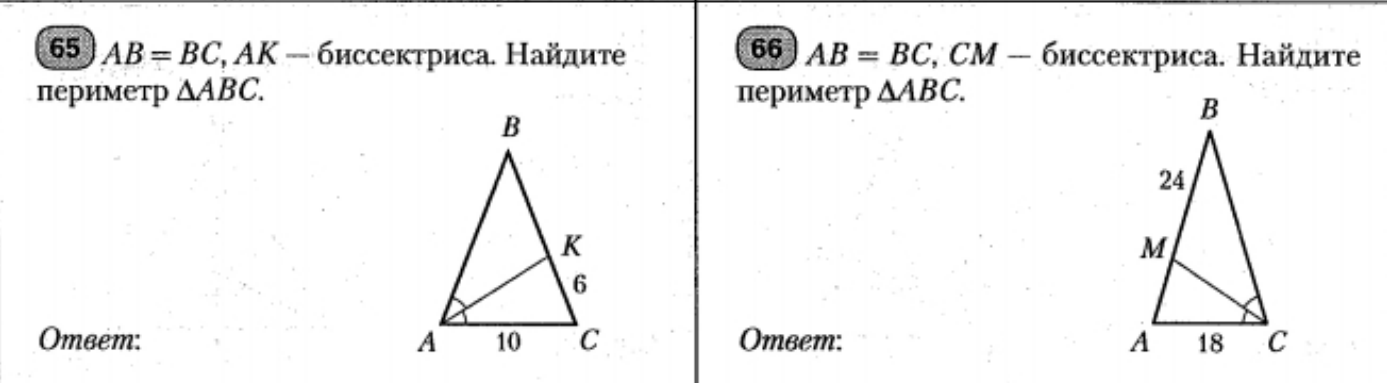 65 AB = BC, AK — биссектриса. Найдите
периметр ΔABC.
B
K
6
A 10 C
Ответ:
66 AB = BC, CM — биссектриса. Найдите
периметр ΔABC.
B
24
M
A 18 C
Ответ: